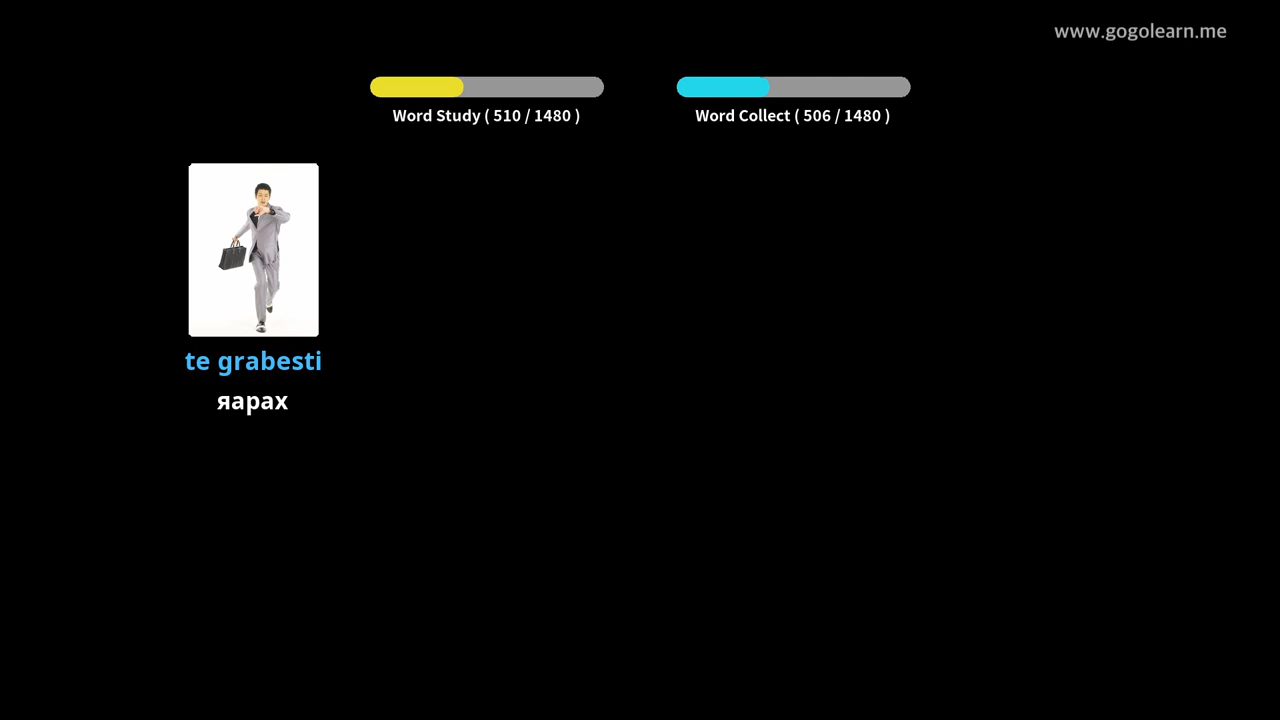 www.gogolearn.me
Word Study ( 510 / 1480 )
Word Collect ( 506 / 1480 )
te grabesti
яарах